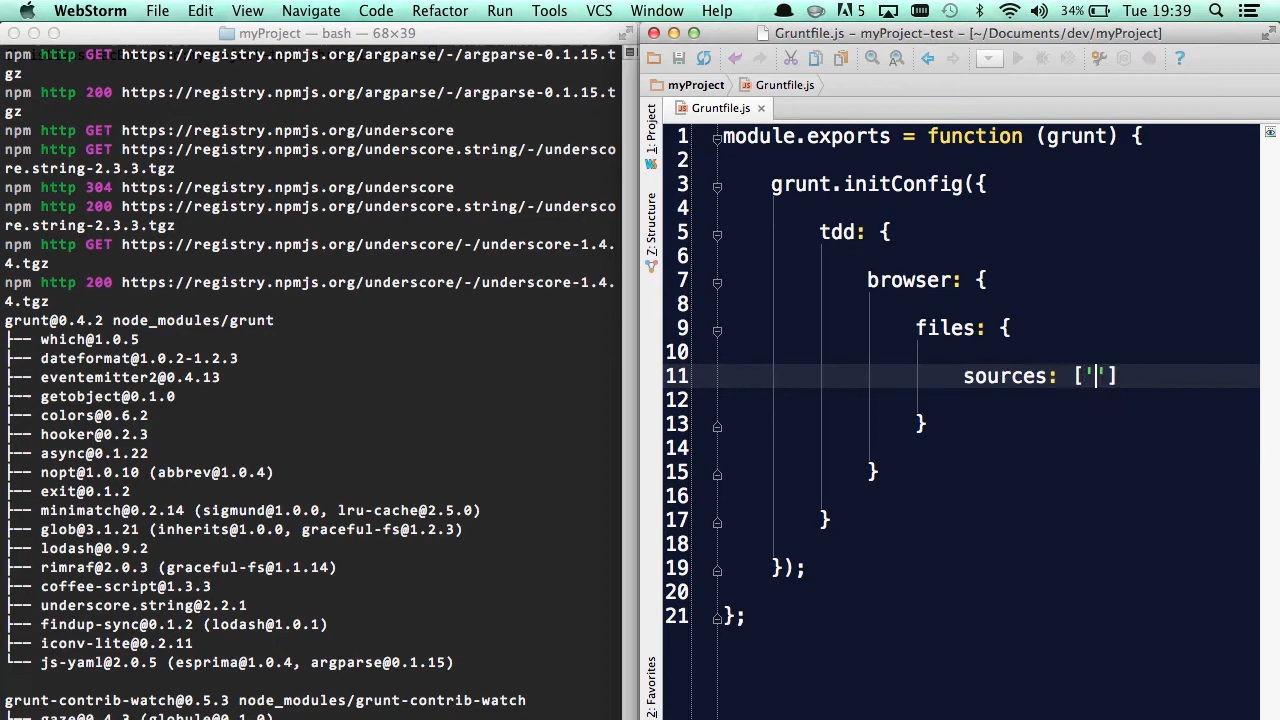 WebStorm File Edit View Navigate Code Refactor Run Tools VCS Window Help 5 34% Tue 19:39
myProject — bash — 68×39
npm http GET https://registry.npmjs.org/argparse/-/argparse-0.1.15.t
gz
npm http 200 https://registry.npmjs.org/argparse/-/argparse-0.1.15.t
gz
npm http GET https://registry.npmjs.org/underscore
npm http GET https://registry.npmjs.org/underscore.string/-/undersco
re.string-2.3.3.tgz
npm http 304 https://registry.npmjs.org/underscore
npm http 200 https://registry.npmjs.org/underscore.string/-/undersco
re.string-2.3.3.tgz
npm http GET https://registry.npmjs.org/underscore/-/underscore-1.4.
4.tgz
npm http 200 https://registry.npmjs.org/underscore/-/underscore-1.4.
4.tgz
grunt@0.4.2 node_modules/grunt
├── which@1.0.5
├── dateformat@1.0.2-1.2.3
├── eventemitter2@0.4.13
├── getobject@0.1.0
├── colors@0.6.2
├── hooker@0.2.3
├── async@0.1.22
├── nopt@1.0.10 (abbrev@1.0.4)
├── exit@0.1.2
├── minimatch@0.2.14 (sigmund@1.0.0, lru-cache@2.5.0)
├── glob@3.1.21 (inherits@1.0.0, graceful-fs@1.2.3)
├── lodash@0.9.2
├── rimraf@2.0.3 (graceful-fs@1.1.14)
├── coffee-script@1.3.3
├── underscore.string@2.2.1
├── findup-sync@0.1.2 (lodash@1.0.1)
├── iconv-lite@0.2.11
└── js-yaml@2.0.5 (esprima@1.0.4, argparse@0.1.15)
grunt-contrib-watch@0.5.3 node_modules/grunt-contrib-watch
├── gaze@0.4.3 (globule@0.1.0)
Gruntfile.js - myProject-test - [~/Documents/dev/myProject]
myProject Gruntfile.js
Gruntfile.js
1: Project
7: Structure
2: Favorites
1 module.exports = function (grunt) {
2
3 grunt.initConfig({
4
5 tdd: {
6
7 browser: {
8
9 files: {
10
11 sources: ['']
12
13 }
14
15 }
16
17 }
18
19 });
20
21 };